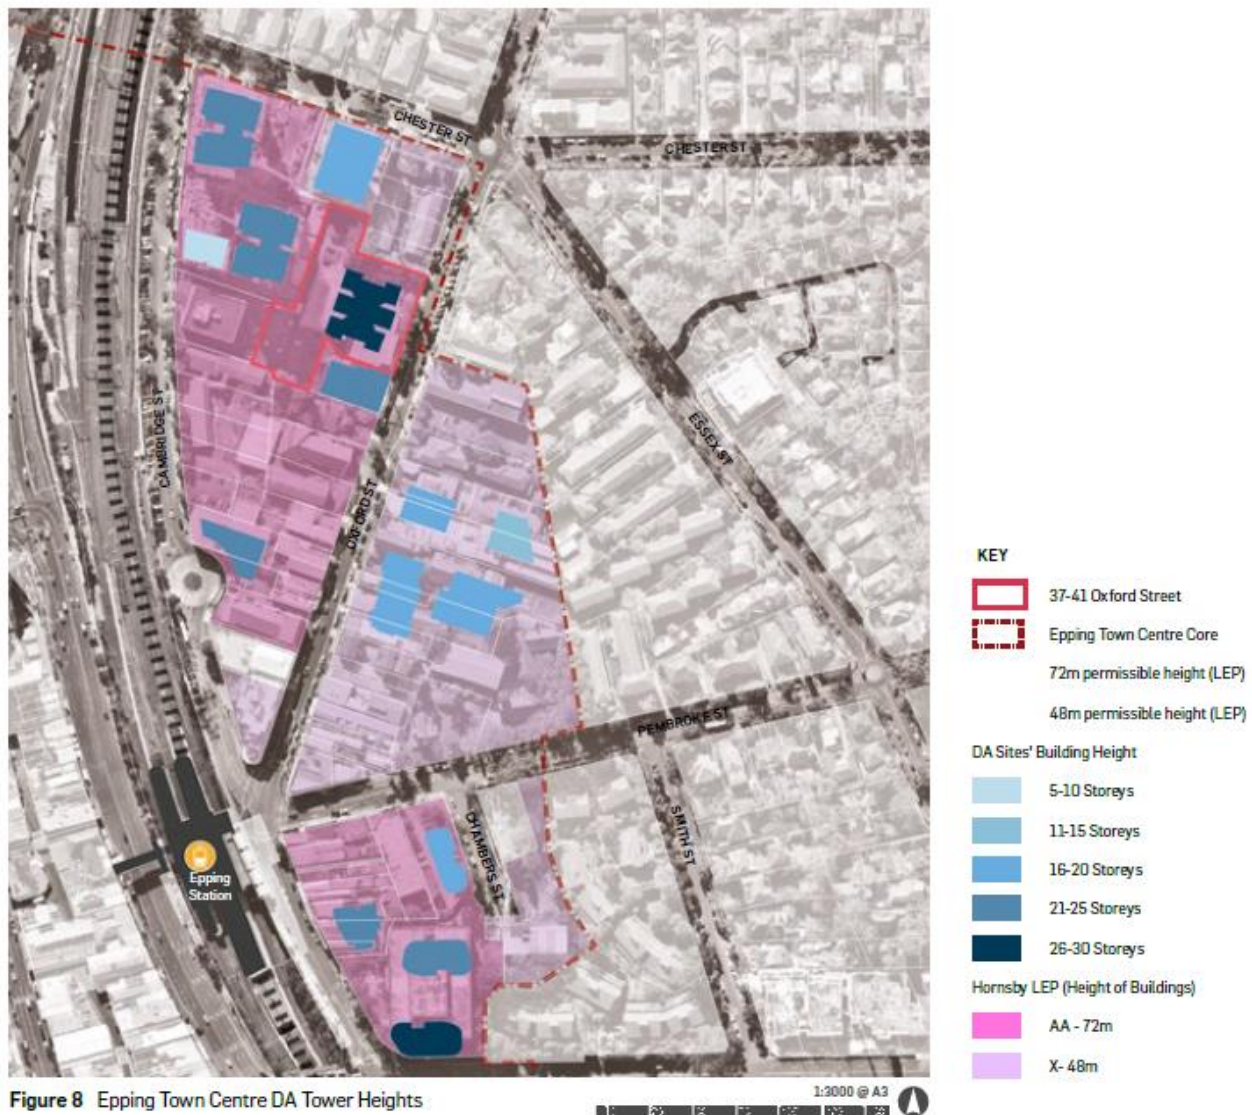 CHESTER ST
CHESTER ST
CAMBRIDGE ST
ESSEX ST
OXFORD ST
PEMBROKE ST
CHAMBERS ST
SMITH ST
Epping
Station
KEY
37-41 Oxford Street
Epping Town Centre Core
72m permissible height (LEP)
48m permissible height (LEP)
DA Sites' Building Height
5-10 Storeys
11-15 Storeys
16-20 Storeys
21-25 Storeys
26-30 Storeys
Hornsby LEP (Height of Buildings)
AA - 72m
X- 48m
Figure 8 Epping Town Centre DA Tower Heights
1:3000 @ A3